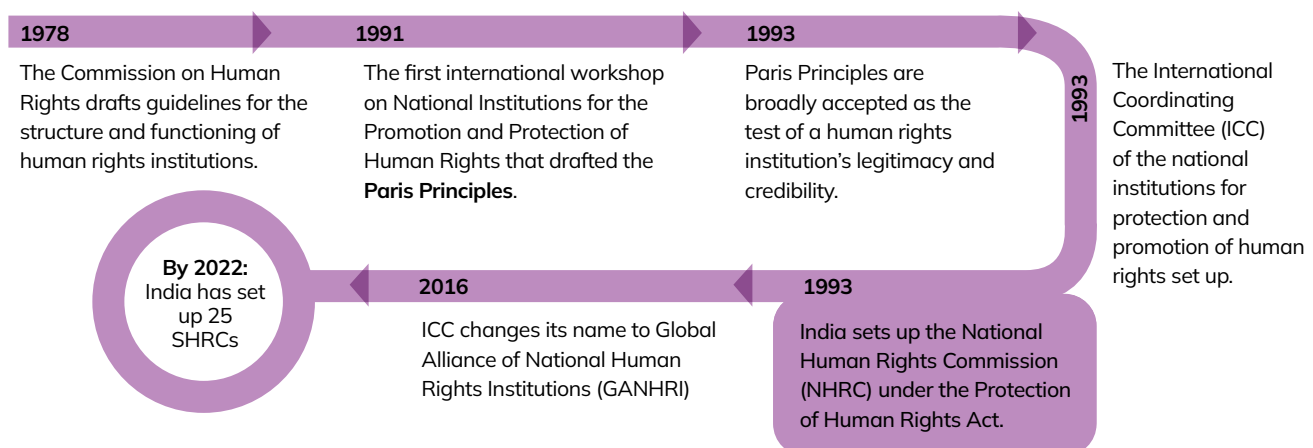 1978
The Commission on Human
Rights drafts guidelines for the
structure and functioning of
human rights institutions.
1991
The first international workshop
on National Institutions for the
Promotion and Protection of
Human Rights that drafted the
Paris Principles.
1993
Paris Principles are
broadly accepted as the
test of a human rights
institution’s legitimacy and
credibility.
1993
The International
Coordinating
Committee (ICC)
of the national
institutions for
protection and
promotion of human
rights set up.
1993
India sets up the National
Human Rights Commission
(NHRC) under the Protection
of Human Rights Act.
2016
ICC changes its name to Global
Alliance of National Human
Rights Institutions (GANHRI)
By 2022:
India has set
up 25
SHRCs